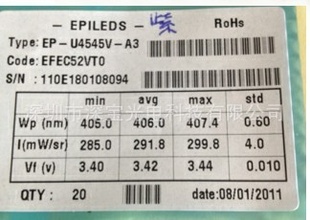 - EPILEDS - 紫 RoHs
Type: EP-U4545V-A3
Code: EFEC52VT0
S/N : 110E180108094
min avg max std
Wp (nm) 405.0 406.0 407.4 0.60
I(mW/sr) 285.0 291.8 299.8 4.0
Vf (v) 3.40 3.42 3.44 0.010
QTY: 20 date:08/01/2011